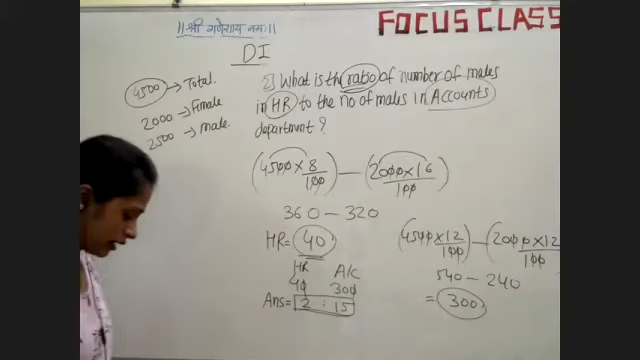 ॥ श्री गणेशाय नमः ॥
FOCUS CLASS
DI
4500 → Total.
2000 → Female
2500 → Male.
2] What is the ratio of number of males
in HR to the no of males in Accounts
department?
(4500 × 8/100) — (2000 × 16/100)
360 – 320
HR = 40
(4500 × 12/100) — (2000 × 12/100
540 – 240
= 300
HR A/C
40 300
Ans = 2 : 15